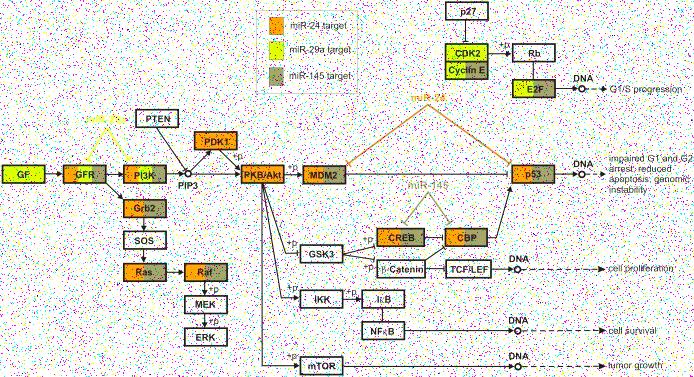 p27
miR-24 target
miR-29a target
miR-145 target
CDK2
Cyclin E
+p
Rb
E2F
DNA
G1/S progression
miR-29a
miR-24
PTEN
PDK1
+p
GF
GFR
PI3K
PIP3
PKB/Akt
+p
MDM2
p53
DNA
impaired G1 and G2
arrest; reduced
apoptosis; genomic
instability
miR-145
Grb2
SOS
Ras
Raf
+p
MEK
+p
ERK
+p
GSK3
+p
CREB
CBP
+p
β-Catenin
TCF/LEF
DNA
cell proliferation
+p
IKK
+p
IκB
NFκB
DNA
cell survival
+p
mTOR
DNA
tumor growth